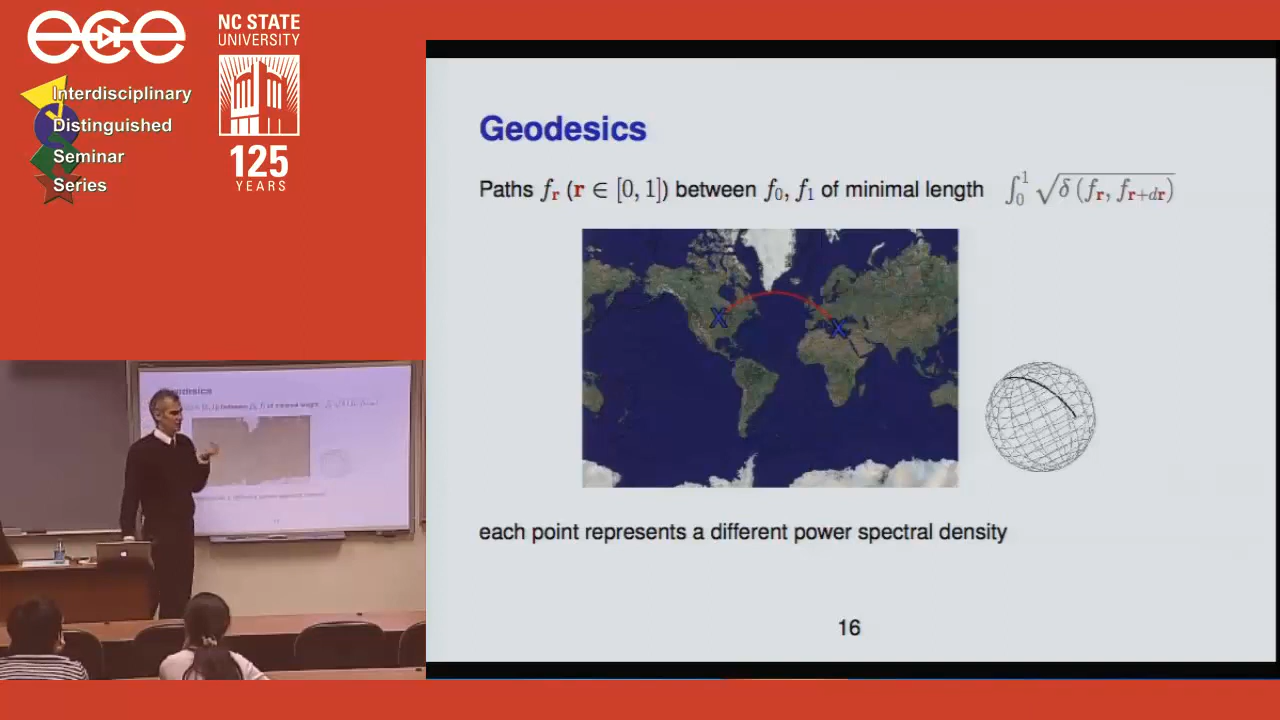 ece
NC STATE
UNIVERSITY
Interdisciplinary
Distinguished
Seminar
Series
125
YEARS
Geodesics
Paths f_r (r ∈ [0, 1]) between f_0, f_1 of minimal length ∫_0^1 √δ (f_r, f_{r+dr})
X
X
each point represents a different power spectral density
16